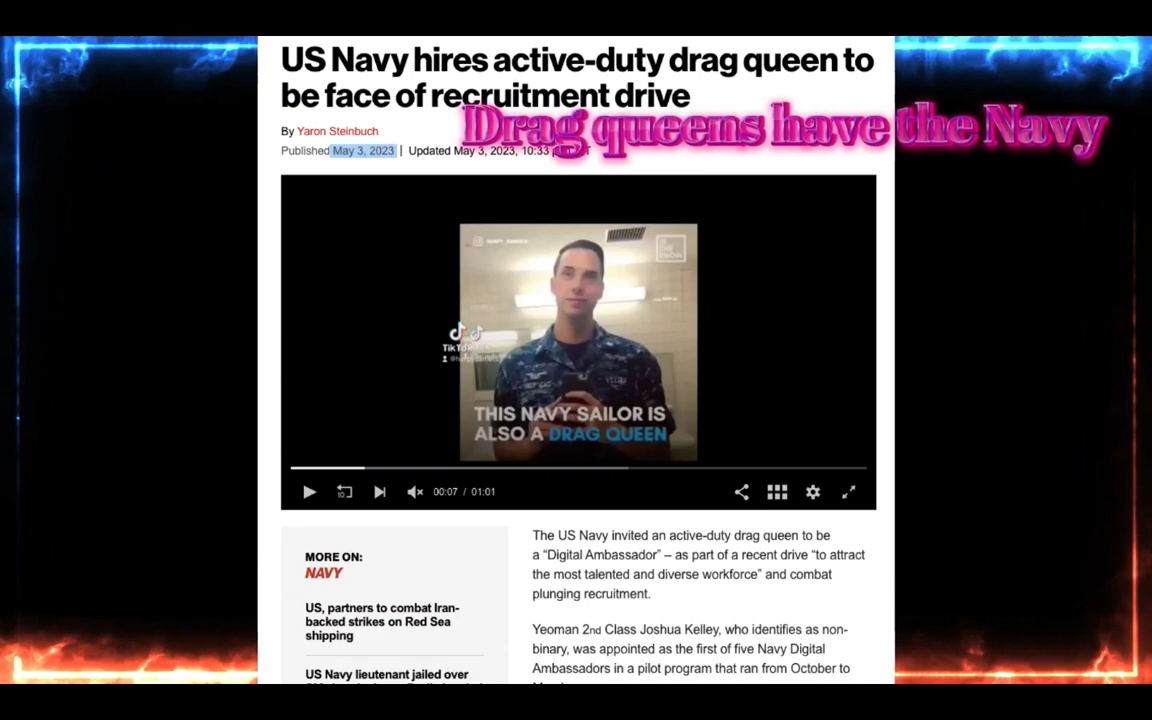 US Navy hires active-duty drag queen to
be face of recruitment drive
Drag queens have the Navy
By Yaron Steinbuch
Published May 3, 2023 | Updated May 3, 2023, 10:33
TikTok
THIS NAVY SAILOR IS
ALSO A DRAG QUEEN
10
00:07 / 01:01
MORE ON:
NAVY
US, partners to combat Iran-
backed strikes on Red Sea
shipping
US Navy lieutenant jailed over
The US Navy invited an active-duty drag queen to be
a “Digital Ambassador” – as part of a recent drive “to attract
the most talented and diverse workforce” and combat
plunging recruitment.
Yeoman 2nd Class Joshua Kelley, who identifies as non-
binary, was appointed as the first of five Navy Digital
Ambassadors in a pilot program that ran from October to